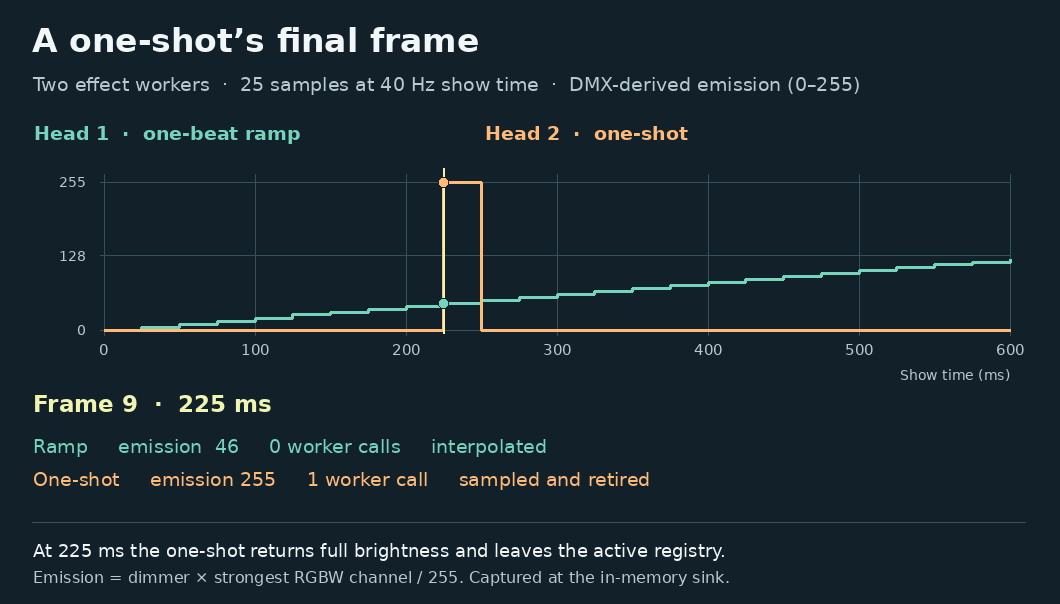 A one-shot’s final frame
Two effect workers · 25 samples at 40 Hz show time · DMX-derived emission (0–255)
Head 1 · one-beat ramp
Head 2 · one-shot
255
128
0
0 100 200 300 400 500 600
Show time (ms)
Frame 9 · 225 ms
Ramp emission 46 0 worker calls interpolated
One-shot emission 255 1 worker call sampled and retired
At 225 ms the one-shot returns full brightness and leaves the active registry.
Emission = dimmer × strongest RGBW channel / 255. Captured at the in-memory sink.